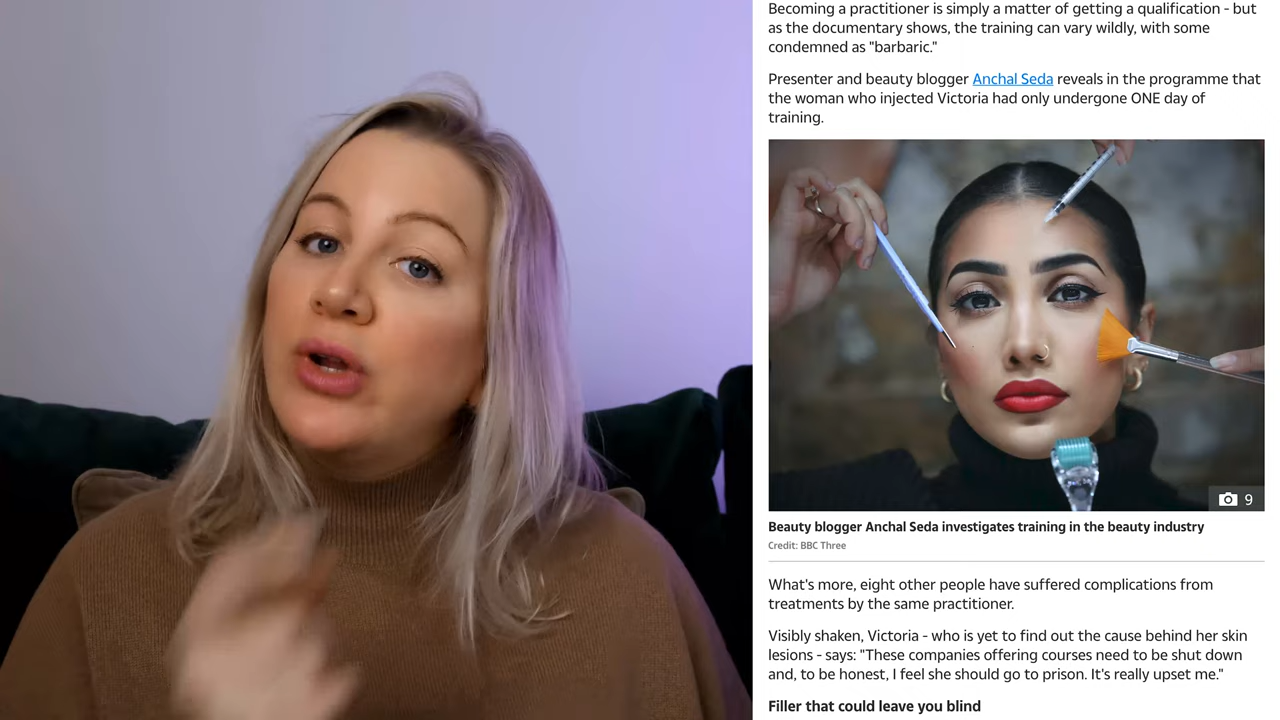 Becoming a practitioner is simply a matter of getting a qualification - but
as the documentary shows, the training can vary wildly, with some
condemned as "barbaric."
Presenter and beauty blogger Anchal Seda reveals in the programme that
the woman who injected Victoria had only undergone ONE day of
training.
9
Beauty blogger Anchal Seda investigates training in the beauty industry
Credit: BBC Three
What's more, eight other people have suffered complications from
treatments by the same practitioner.
Visibly shaken, Victoria - who is yet to find out the cause behind her skin
lesions - says: "These companies offering courses need to be shut down
and, to be honest, I feel she should go to prison. It's really upset me."
Filler that could leave you blind